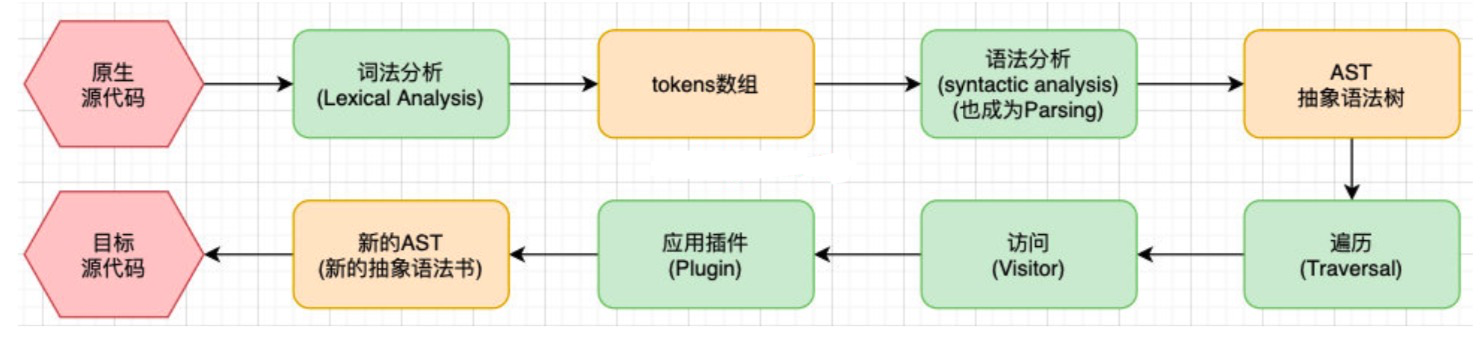 原生
源代码
词法分析
(Lexical Analysis)
tokens数组
语法分析
(syntactic analysis)
(也成为Parsing)
AST
抽象语法树
遍历
(Traversal)
访问
(Visitor)
应用插件
(Plugin)
新的AST
(新的抽象语法书)
目标
源代码